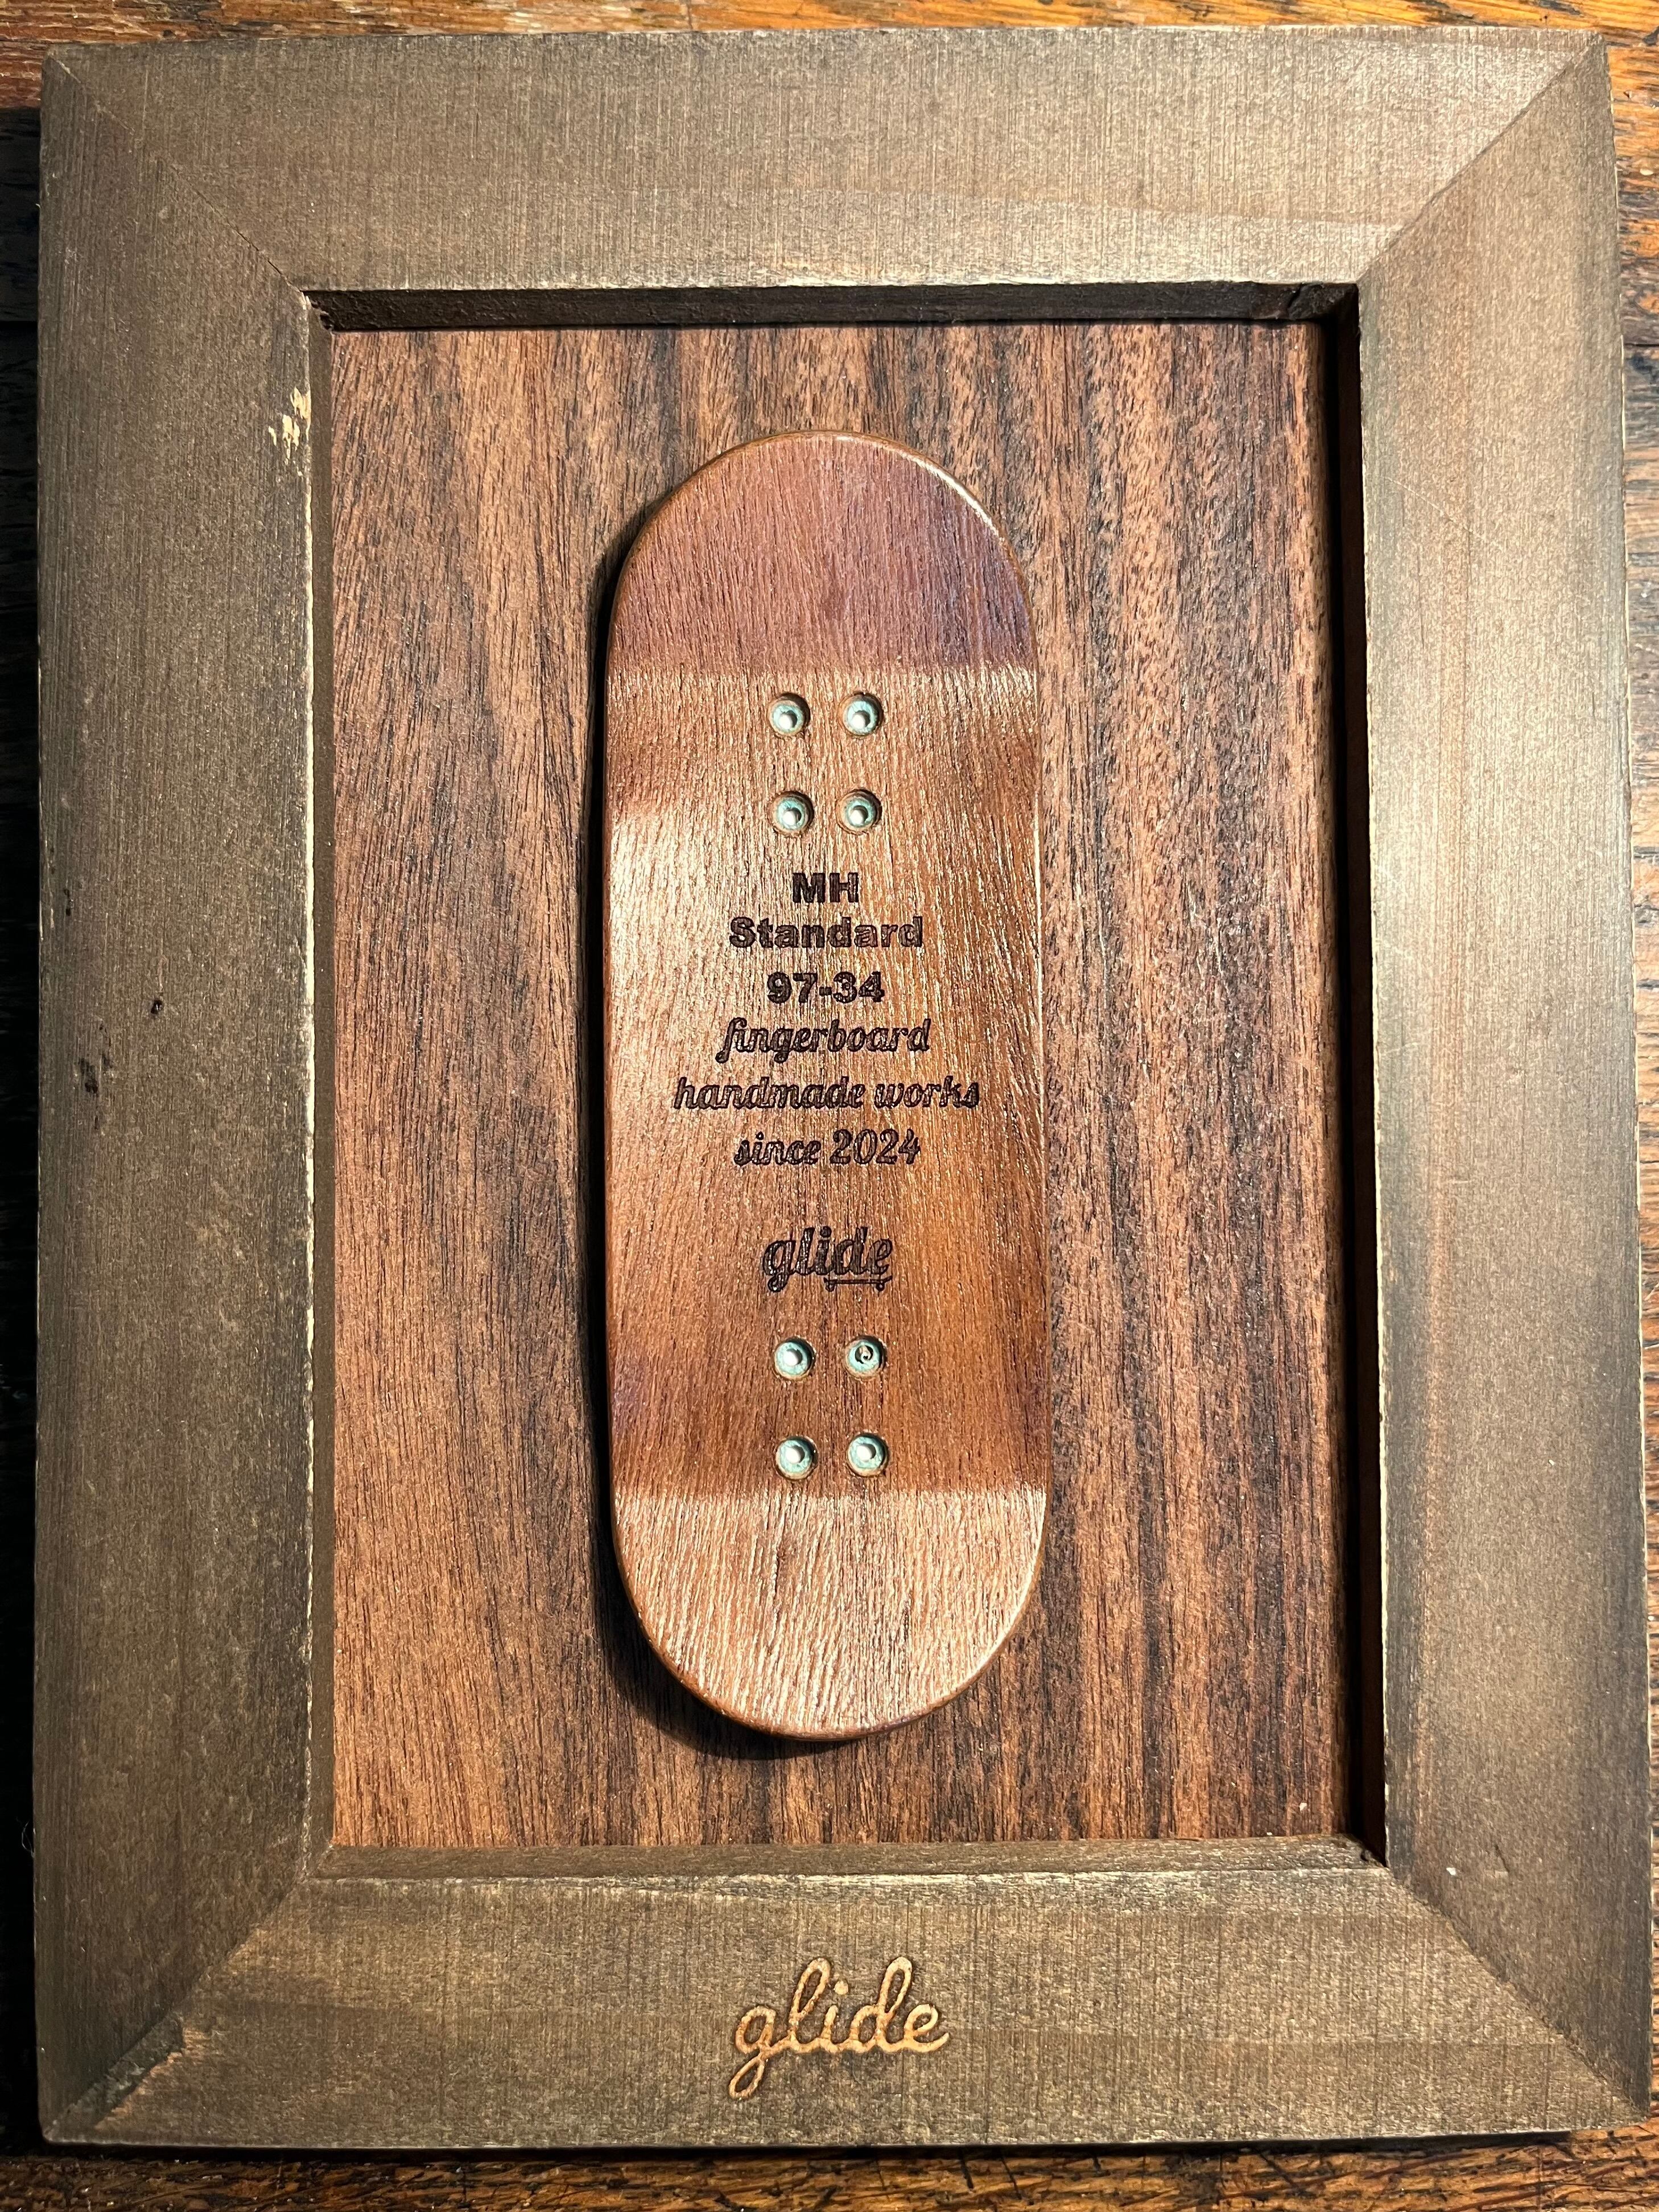 MH
Standard
97-34
fingerboard
handmade works
since 2024
glide
glide